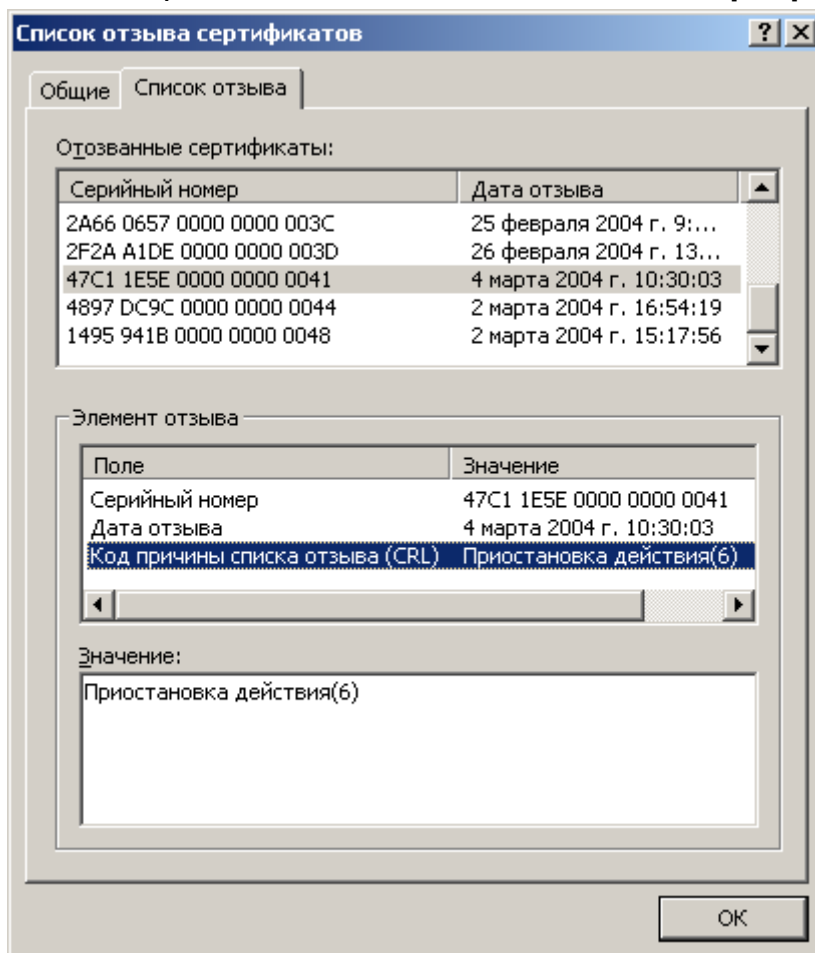 Список отзыва сертификатов
Общие Список отзыва
Отозванные сертификаты:
Серийный номер Дата отзыва
2A66 0657 0000 0000 003C 25 февраля 2004 г. 9:...
2F2A A1DE 0000 0000 003D 26 февраля 2004 г. 13...
47C1 1E5E 0000 0000 0041 4 марта 2004 г. 10:30:03
4897 DC9C 0000 0000 0044 2 марта 2004 г. 16:54:19
1495 941B 0000 0000 0048 2 марта 2004 г. 15:17:56
Элемент отзыва
Поле Значение
Серийный номер 47C1 1E5E 0000 0000 0041
Дата отзыва 4 марта 2004 г. 10:30:03
Код причины списка отзыва (CRL) Приостановка действия(6)
Значение:
Приостановка действия(6)
ОК